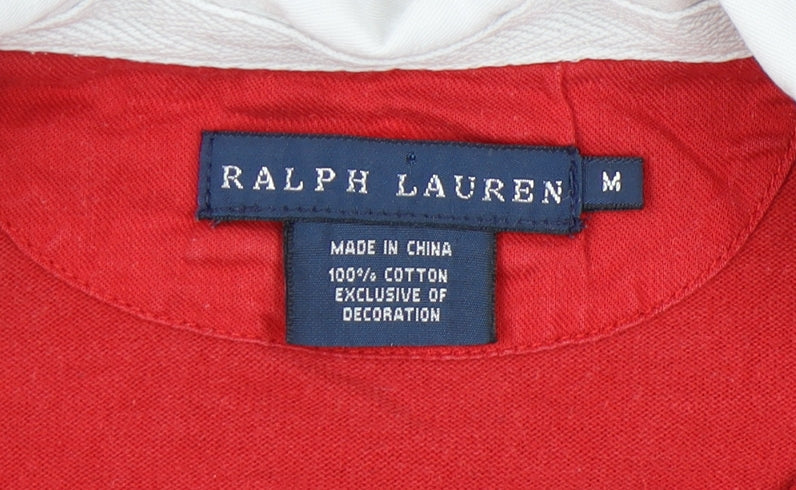 RALPH LAUREN
M
MADE IN CHINA
100% COTTON
EXCLUSIVE OF
DECORATION